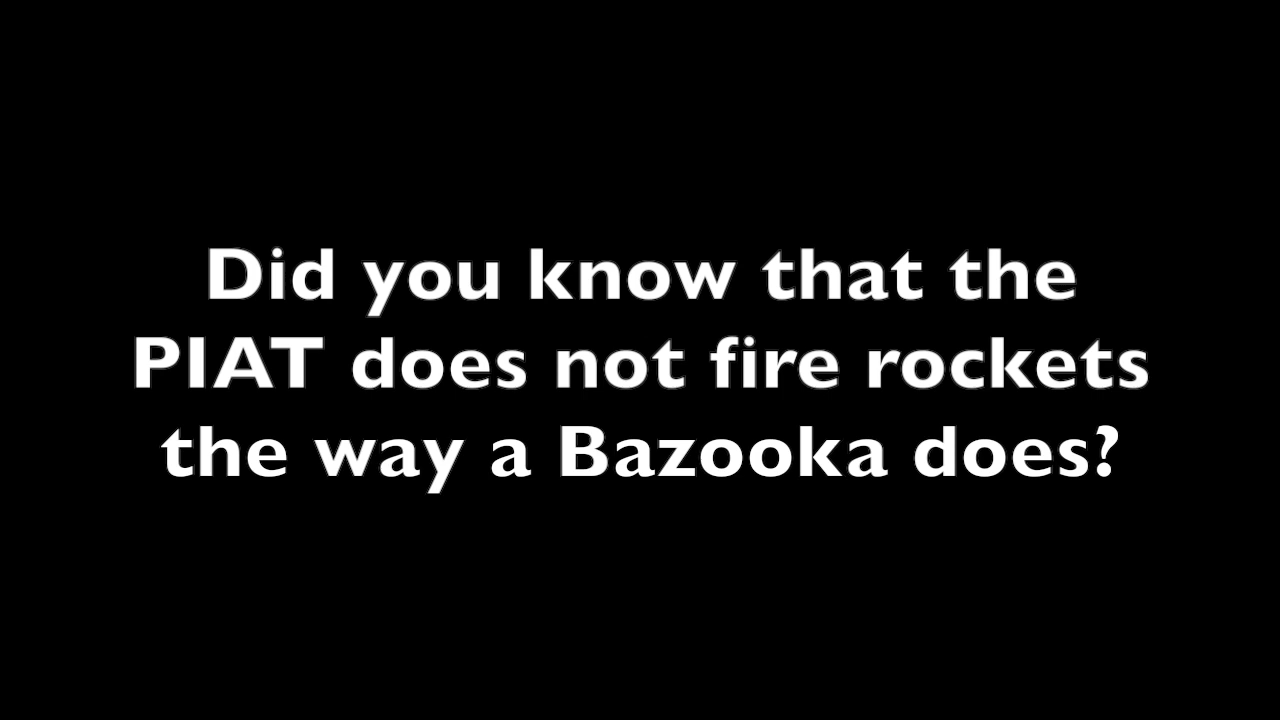 Did you know that the
PIAT does not fire rockets
the way a Bazooka does?